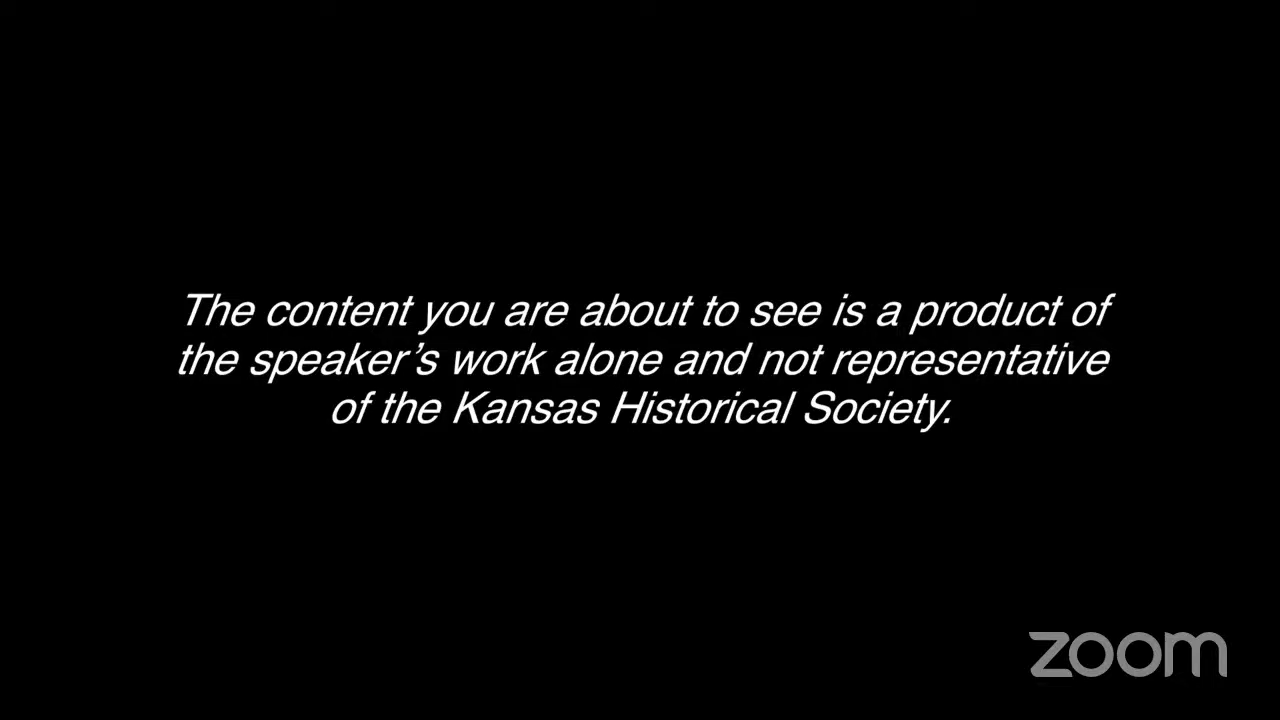 The content you are about to see is a product of
the speaker’s work alone and not representative
of the Kansas Historical Society.
zoom